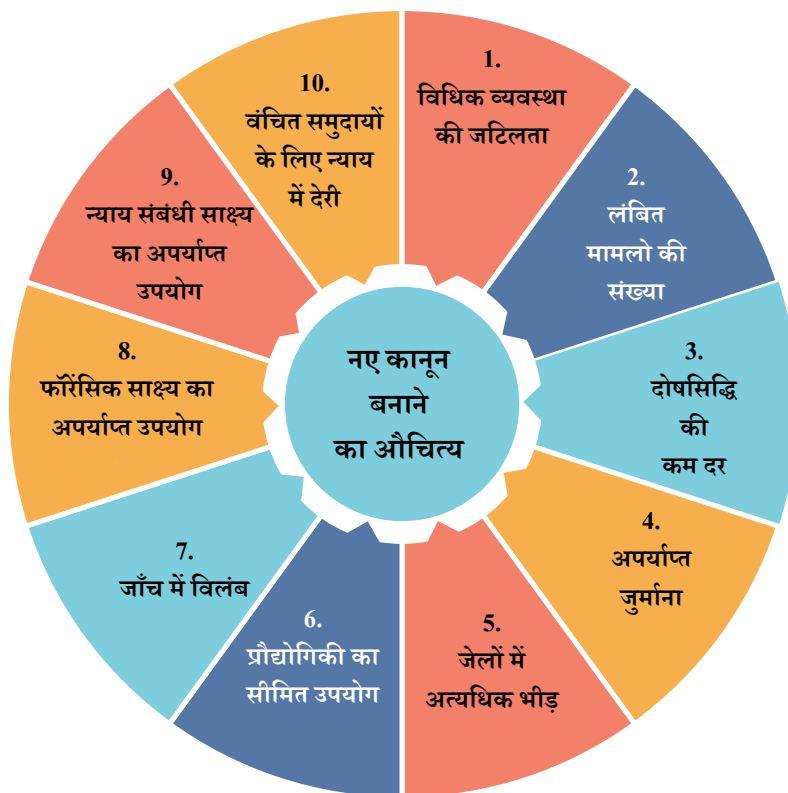 नए कानून
बनाने
का औचित्य
1.
विधिक व्यवस्था
की जटिलता
2.
लंबित
मामलो की
संख्या
3.
दोषसिद्धि
की
कम दर
4.
अपर्याप्त
जुर्माना
5.
जेलों में
अत्यधिक भीड़
6.
प्रौद्योगिकी का
सीमित उपयोग
7.
जाँच में विलंब
8.
फॉरेंसिक साक्ष्य का
अपर्याप्त उपयोग
9.
न्याय संबंधी साक्ष्य
का अपर्याप्त
उपयोग
10.
वंचित समुदायों
के लिए न्याय
में देरी